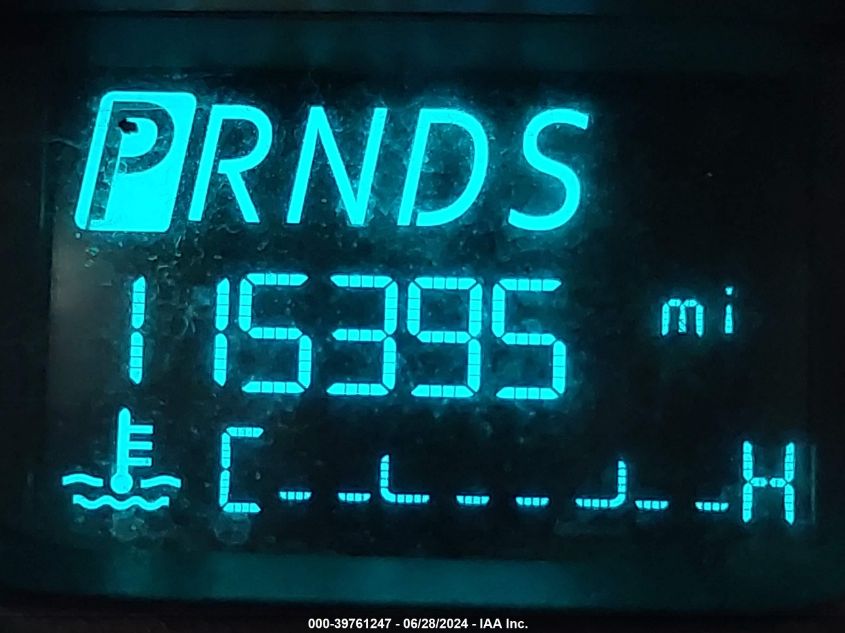 PRNDS
115395 mi
C H
000-39761247 - 06/28/2024 - IAA Inc.